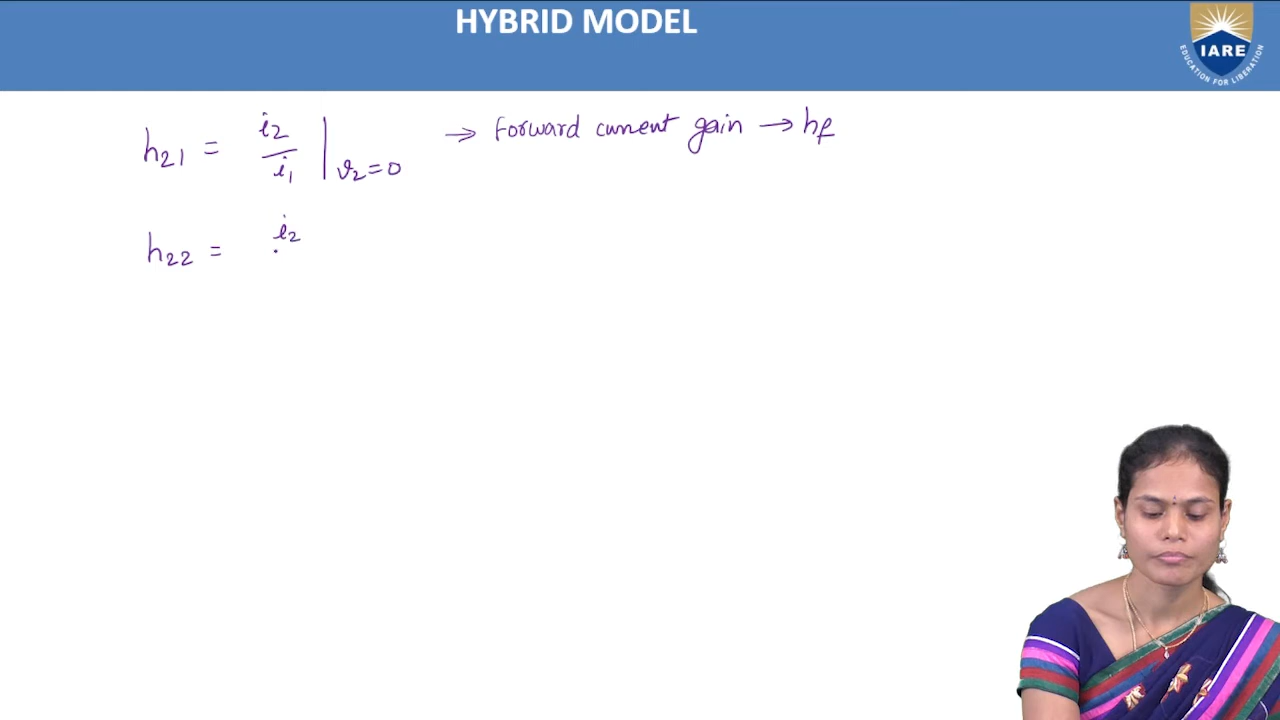 HYBRID MODEL
IARE
EDUCATION FOR LIBERATION
h21 = i2/i1 |v2=0 → Forward current gain → hf
h22 = i2